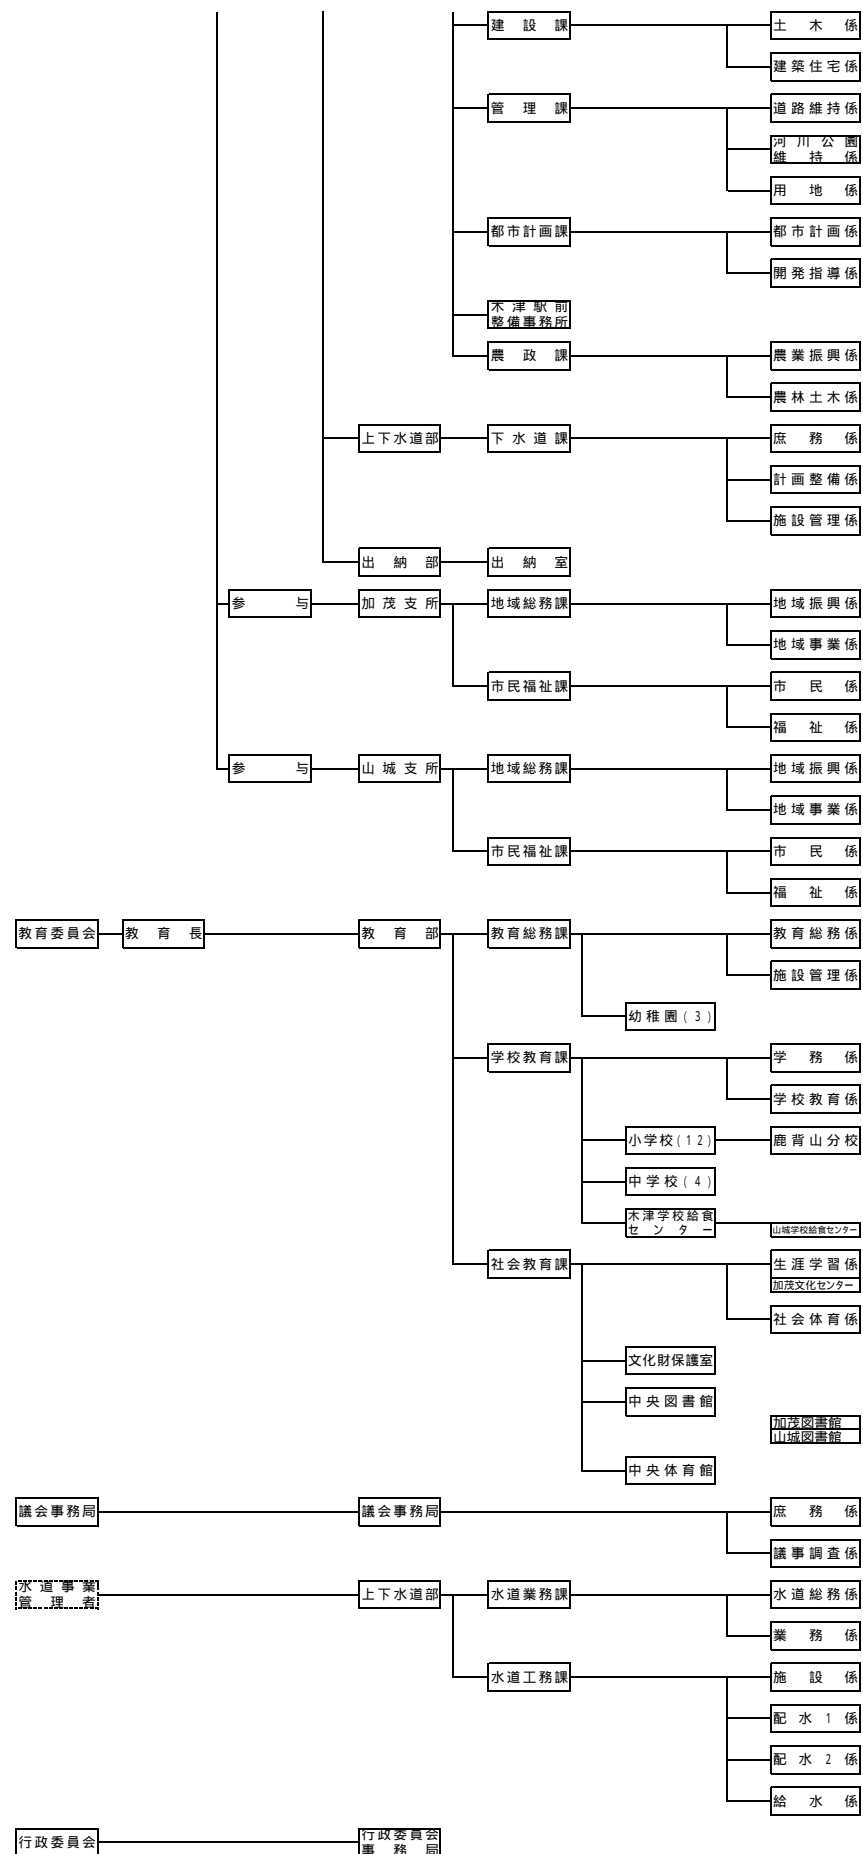 建設課 土木係
建築住宅係
管理課 道路維持係
河川公園
維持係
用地係
都市計画課 都市計画係
開発指導係
木津駅前
整備事務所
農政課 農業振興係
農林土木係
上下水道部 下水道課 庶務係
計画整備係
施設管理係
出納部 出納室
参与 加茂支所 地域総務課 地域振興係
地域事業係
市民福祉課 市民係
福祉係
参与 山城支所 地域総務課 地域振興係
地域事業係
市民福祉課 市民係
福祉係
教育委員会 教育長 教育部 教育総務課 教育総務係
施設管理係
幼稚園(3)
学校教育課 学務係
学校教育係
小学校(12) 鹿背山分校
中学校(4)
木津学校給食
センター 山城学校給食センター
社会教育課 生涯学習係
加茂文化センター
社会体育係
文化財保護室
中央図書館
加茂図書館
山城図書館
中央体育館
議会事務局 議会事務局 庶務係
議事調査係
水道事業
管理者 上下水道部 水道業務課 水道総務係
業務係
水道工務課 施設係
配水1係
配水2係
給水係
行政委員会 行政委員会
事務局